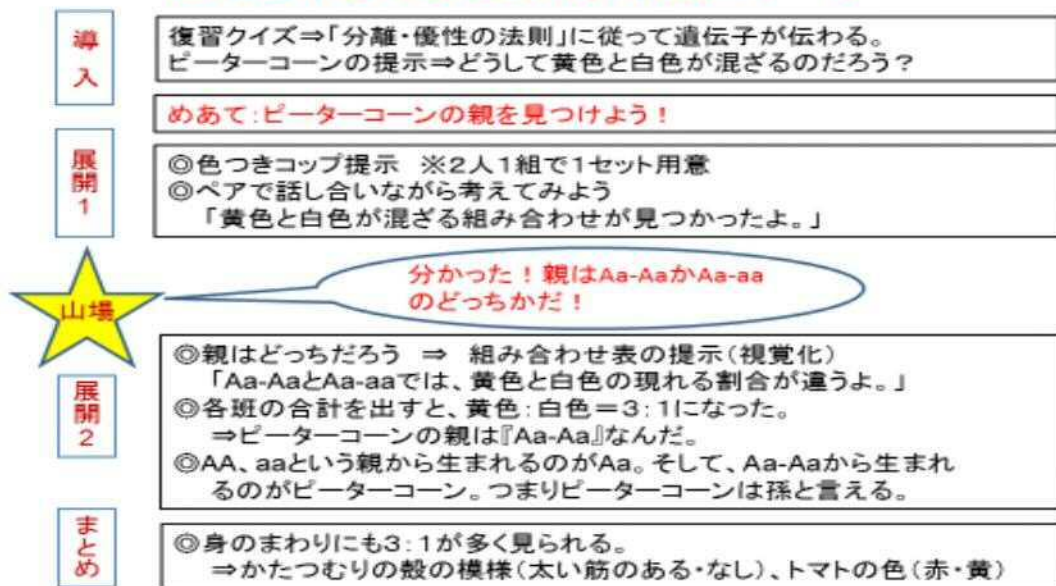 導入
復習クイズ⇒「分離・優性の法則」に従って遺伝子が伝わる。
ピーターコーンの提示⇒どうして黄色と白色が混ざるのだろう？
めあて：ピーターコーンの親を見つけよう！
展開1
◎色つきコップ提示　※2人1組で1セット用意
◎ペアで話し合いながら考えてみよう
「黄色と白色が混ざる組み合わせが見つかったよ。」
山場
分かった！親はAa-AaかAa-aa
のどっちかだ！
展開2
◎親はどっちだろう　⇒　組み合わせ表の提示（視覚化）
「Aa-AaとAa-aaでは、黄色と白色の現れる割合が違うよ。」
◎各班の合計を出すと、黄色：白色＝3：1になった。
⇒ピーターコーンの親は『Aa-Aa』なんだ。
◎AA、aaという親から生まれるのがAa。そして、Aa-Aaから生まれ
るのがピーターコーン。つまりピーターコーンは孫と言える。
まとめ
◎身のまわりにも3：1が多く見られる。
⇒かたつむりの殻の模様（太い筋のある・なし）、トマトの色（赤・黄）